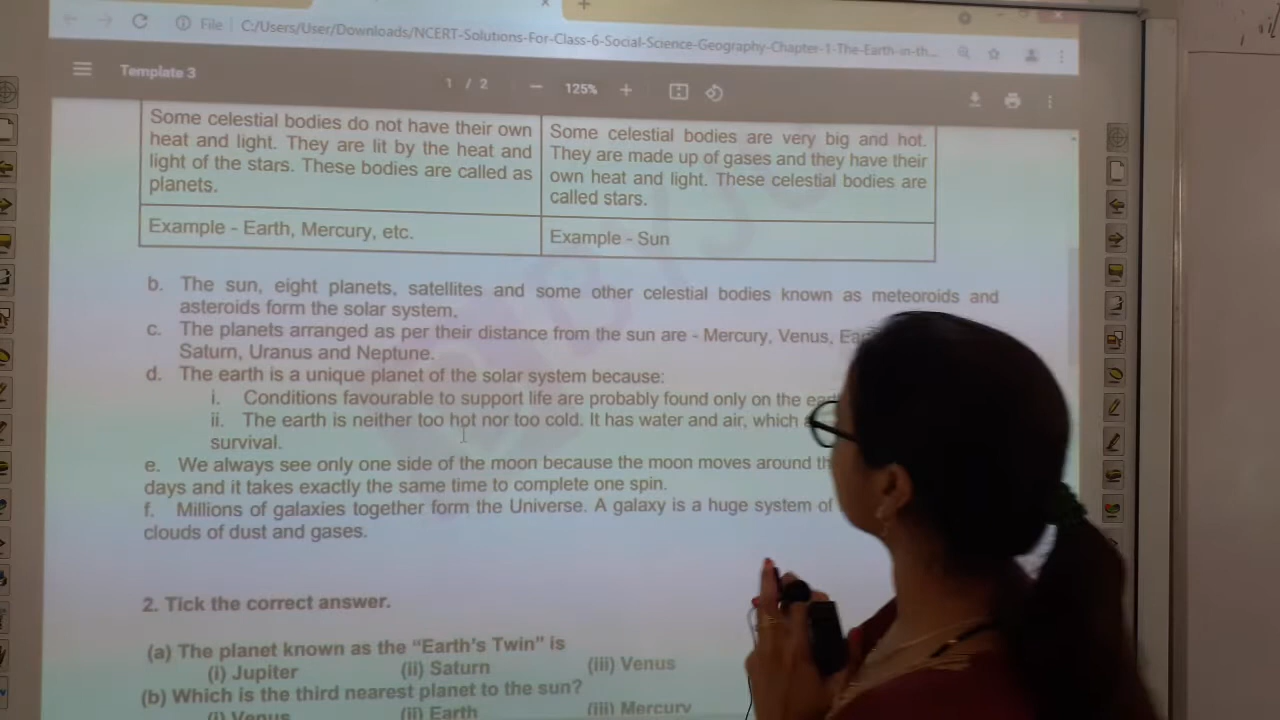 File C:/Users/User/Downloads/NCERT-Solutions-For-Class-6-Social-Science-Geography-Chapter-1-The-Earth-in-th...
Template 3
1 / 2
125%
Some celestial bodies do not have their own
heat and light. They are lit by the heat and
light of the stars. These bodies are called as
planets.
Some celestial bodies are very big and hot.
They are made up of gases and they have their
own heat and light. These celestial bodies are
called stars.
Example - Earth, Mercury, etc.
Example - Sun
b. The sun, eight planets, satellites and some other celestial bodies known as meteoroids and
asteroids form the solar system.
c. The planets arranged as per their distance from the sun are - Mercury, Venus,
Saturn, Uranus and Neptune.
d. The earth is a unique planet of the solar system because:
i. Conditions favourable to support life are probably found only on the
ii. The earth is neither too hot nor too cold. It has water and air, which
survival.
e. We always see only one side of the moon because the moon moves around
days and it takes exactly the same time to complete one spin.
f. Millions of galaxies together form the Universe. A galaxy is a huge system of
clouds of dust and gases.
2. Tick the correct answer.
(a) The planet known as the “Earth’s Twin” is
(i) Jupiter (ii) Saturn (iii) Venus
(b) Which is the third nearest planet to the sun?
(i) Venus (ii) Earth (iii) Mercury